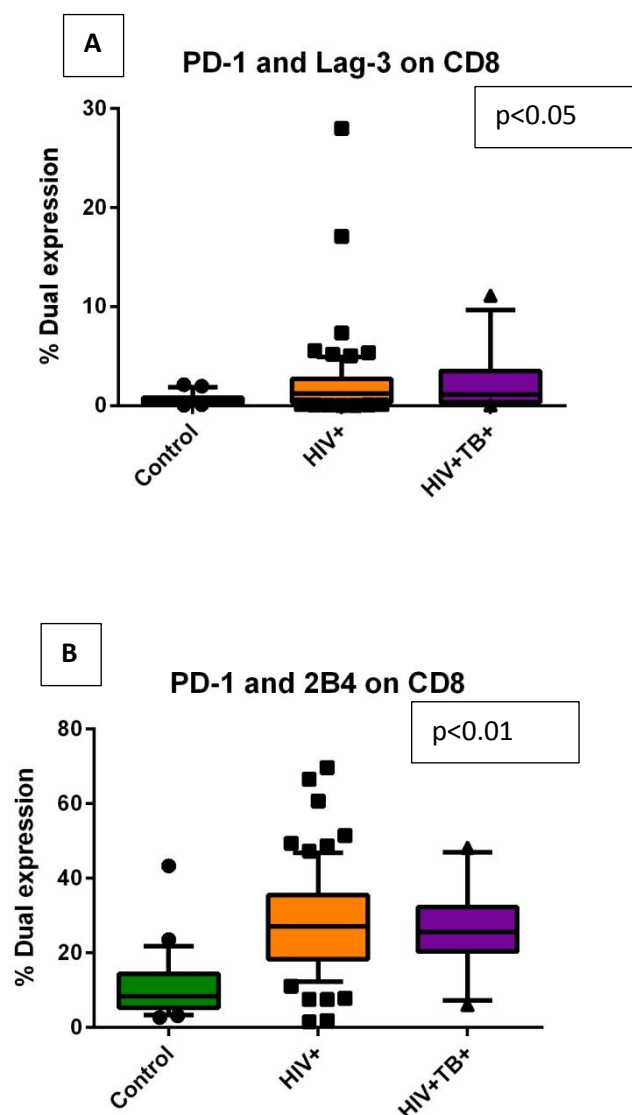 A
PD-1 and Lag-3 on CD8
p<0.05
% Dual expression
30
20
10
0
Control
HIV+
HIV+TB+
B
PD-1 and 2B4 on CD8
p<0.01
% Dual expression
80
60
40
20
0
Control
HIV+
HIV+TB+